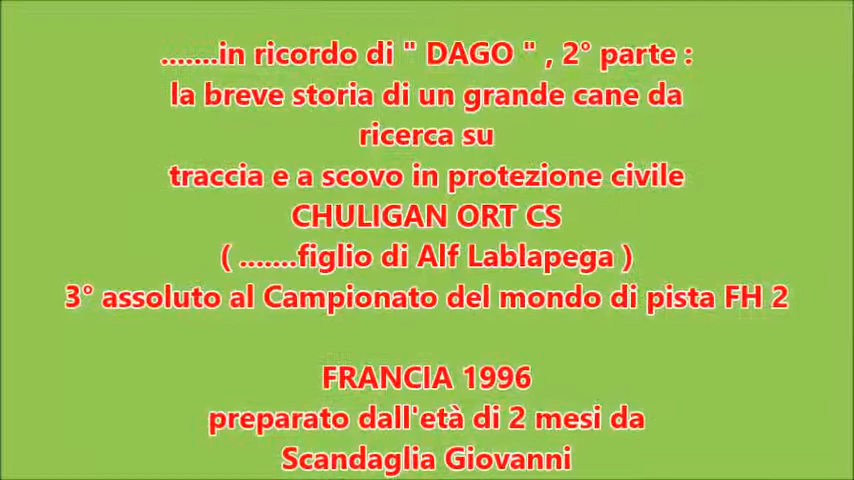 .......in ricordo di " DAGO " , 2° parte :
la breve storia di un grande cane da
ricerca su
traccia e a scovo in protezione civile
CHULIGAN ORT CS
( .......figlio di Alf Lablapega )
3° assoluto al Campionato del mondo di pista FH 2
FRANCIA 1996
preparato dall'età di 2 mesi da
Scandaglia Giovanni